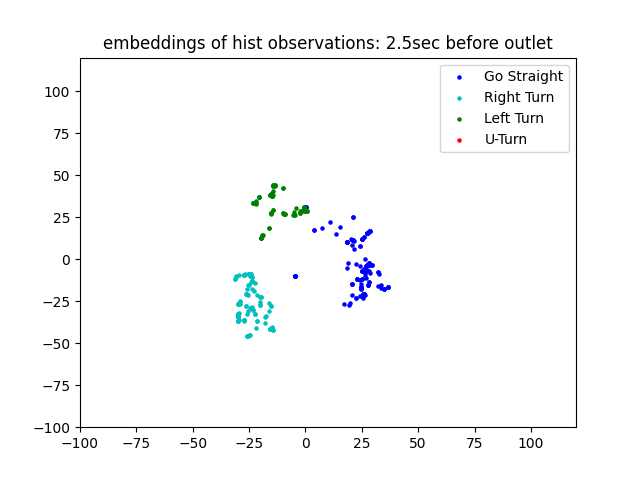 embeddings of hist observations: 2.5sec before outlet
Go Straight
Right Turn
Left Turn
U-Turn
100
75
50
25
0
−25
−50
−75
−100
−100 −75 −50 −25 0 25 50 75 100